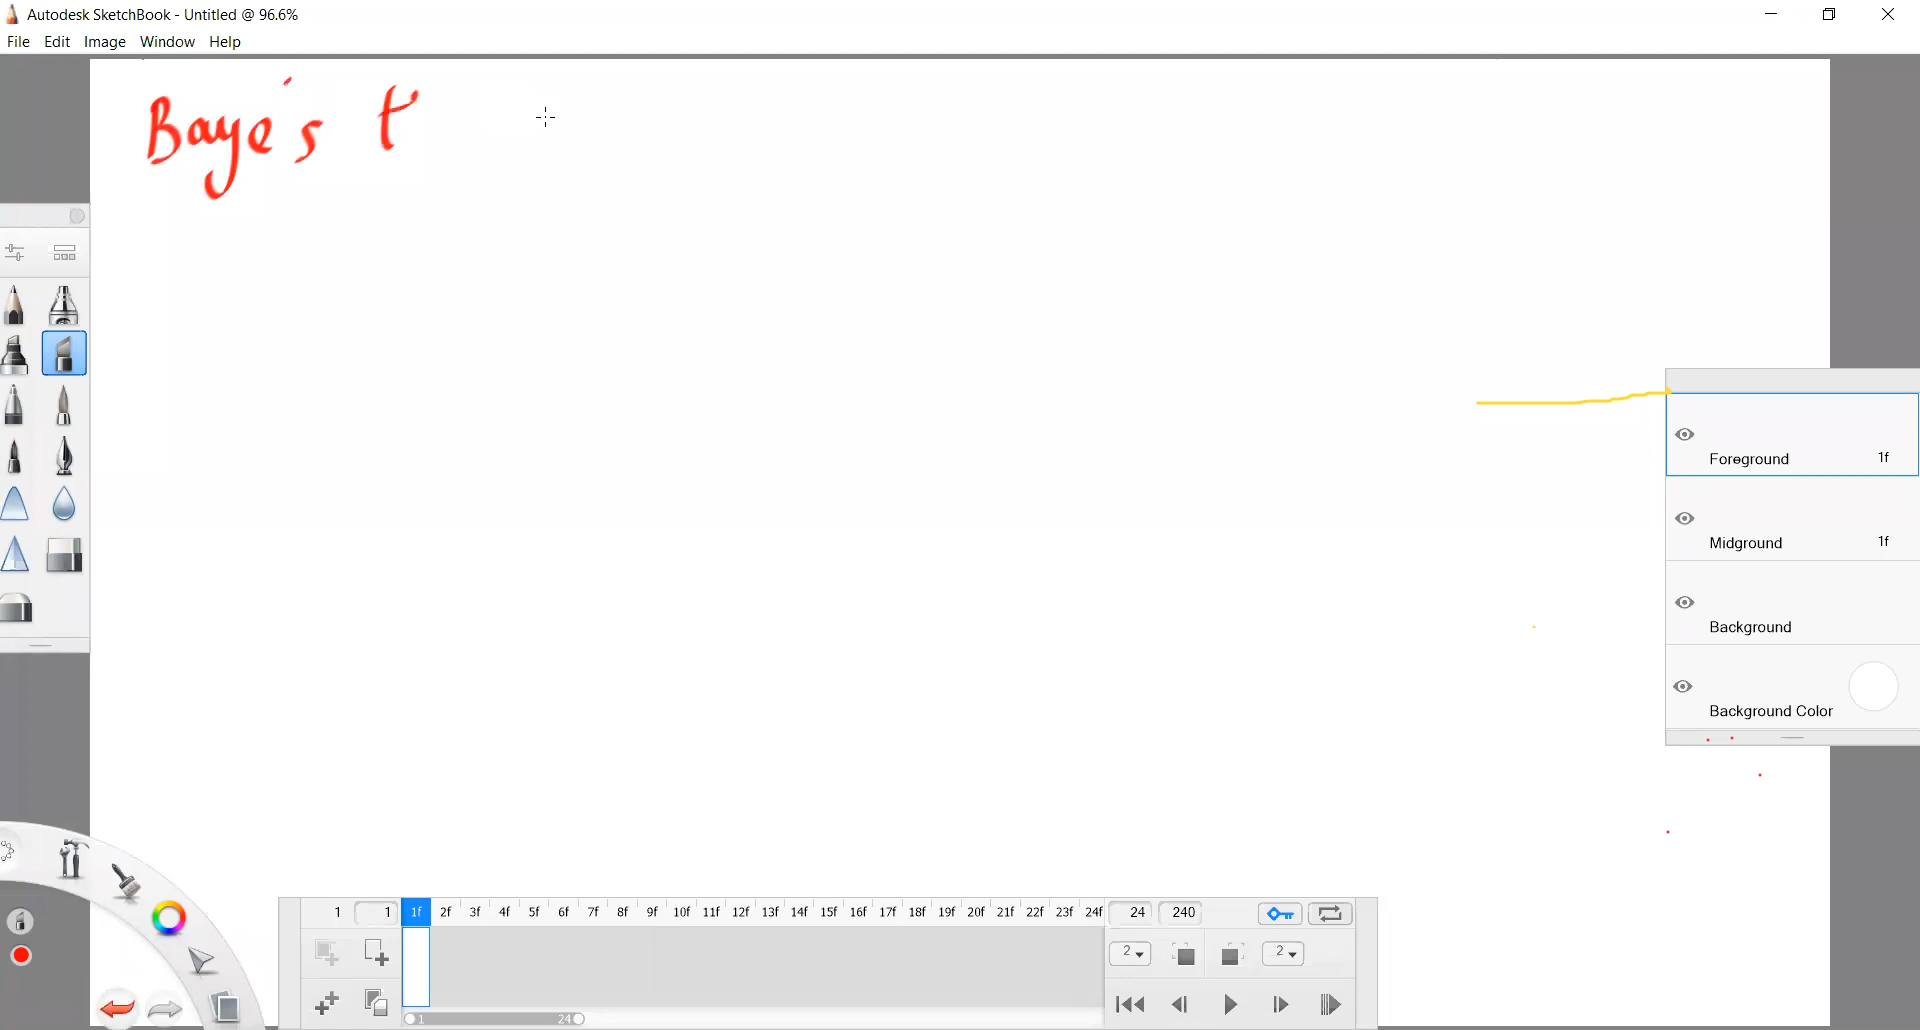 Autodesk SketchBook - Untitled @ 96.6%
File Edit Image Window Help
Baye's t
Foreground 1f
Midground 1f
Background
Background Color
1 1 1f 2f 3f 4f 5f 6f 7f 8f 9f 10f 11f 12f 13f 14f 15f 16f 17f 18f 19f 20f 21f 22f 23f 24f 24 240
2 2
1 24